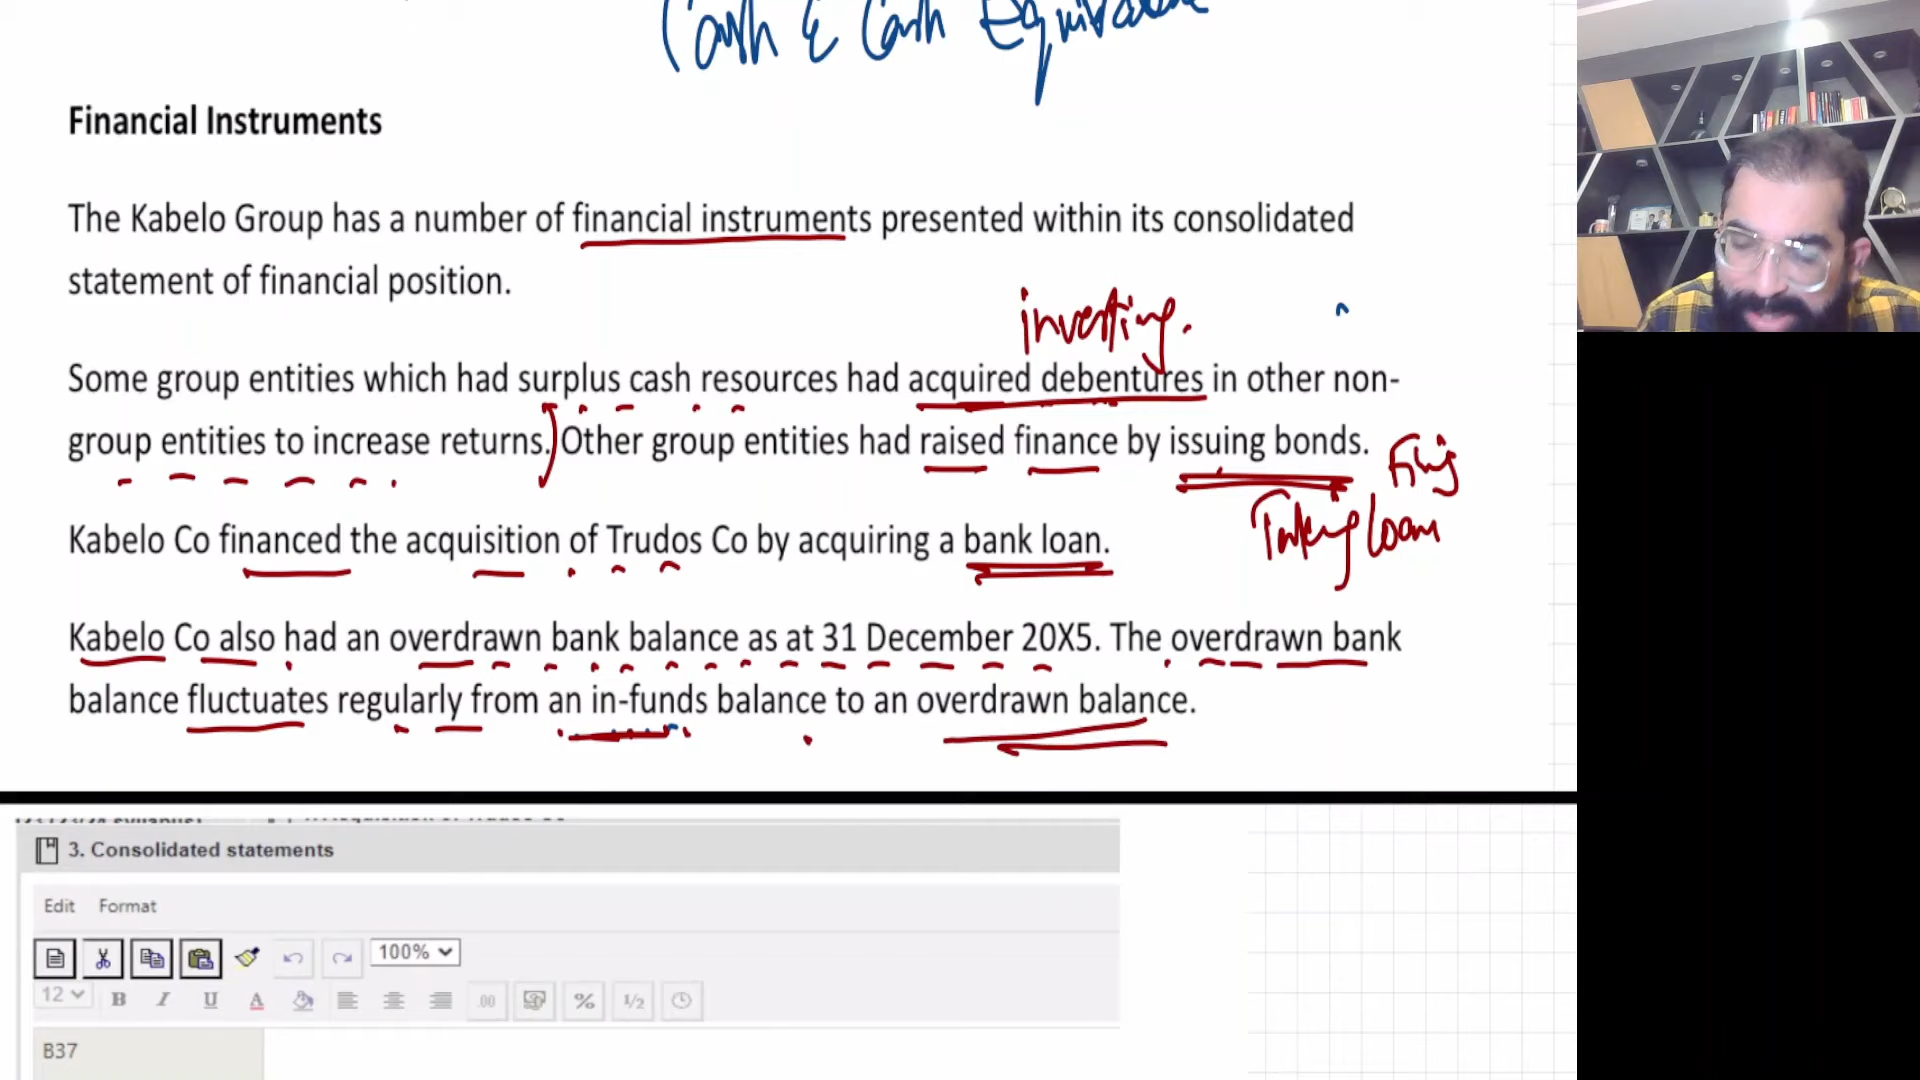 Cash & Cash Equivalent
Financial Instruments
The Kabelo Group has a number of financial instruments presented within its consolidated
statement of financial position.
investing.
Some group entities which had surplus cash resources had acquired debentures in other non-
group entities to increase returns. Other group entities had raised finance by issuing bonds.
Taking loan
Kabelo Co financed the acquisition of Trudos Co by acquiring a bank loan.
Kabelo Co also had an overdrawn bank balance as at 31 December 20X5. The overdrawn bank
balance fluctuates regularly from an in-funds balance to an overdrawn balance.
3. Consolidated statements
Edit Format
100%
12 B I U A .00 % 1/2
B37